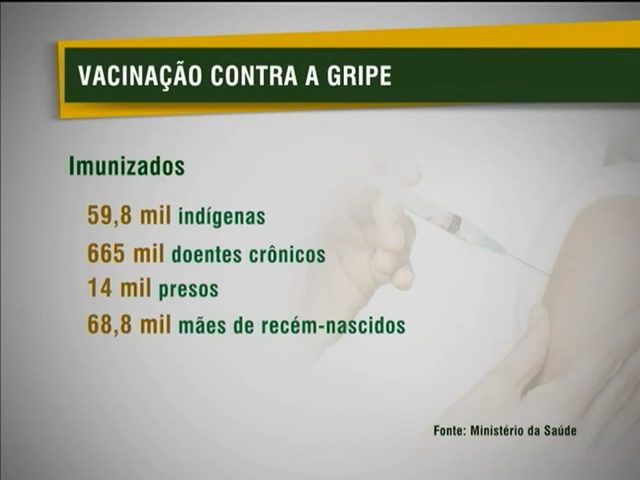 VACINAÇÃO CONTRA A GRIPE
Imunizados
59,8 mil indígenas
665 mil doentes crônicos
14 mil presos
68,8 mil mães de recém-nascidos
Fonte: Ministério da Saúde